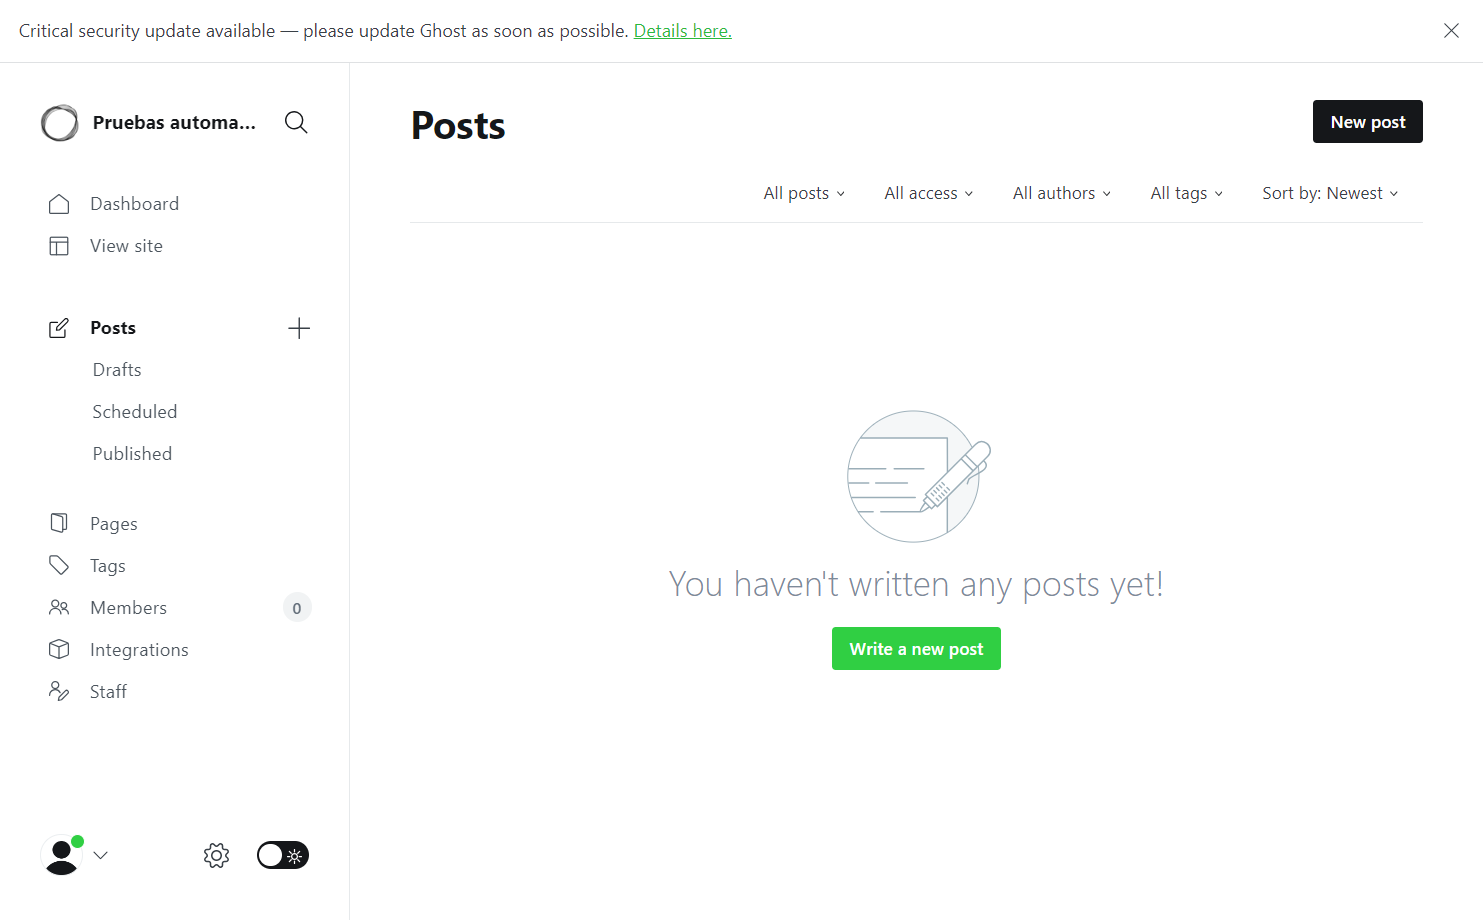 Critical security update available — please update Ghost as soon as possible. Details here.
Pruebas automa...
Dashboard
View site
Posts
Drafts
Scheduled
Published
Pages
Tags
Members 0
Integrations
Staff
Posts
New post
All posts All access All authors All tags Sort by: Newest
You haven't written any posts yet!
Write a new post